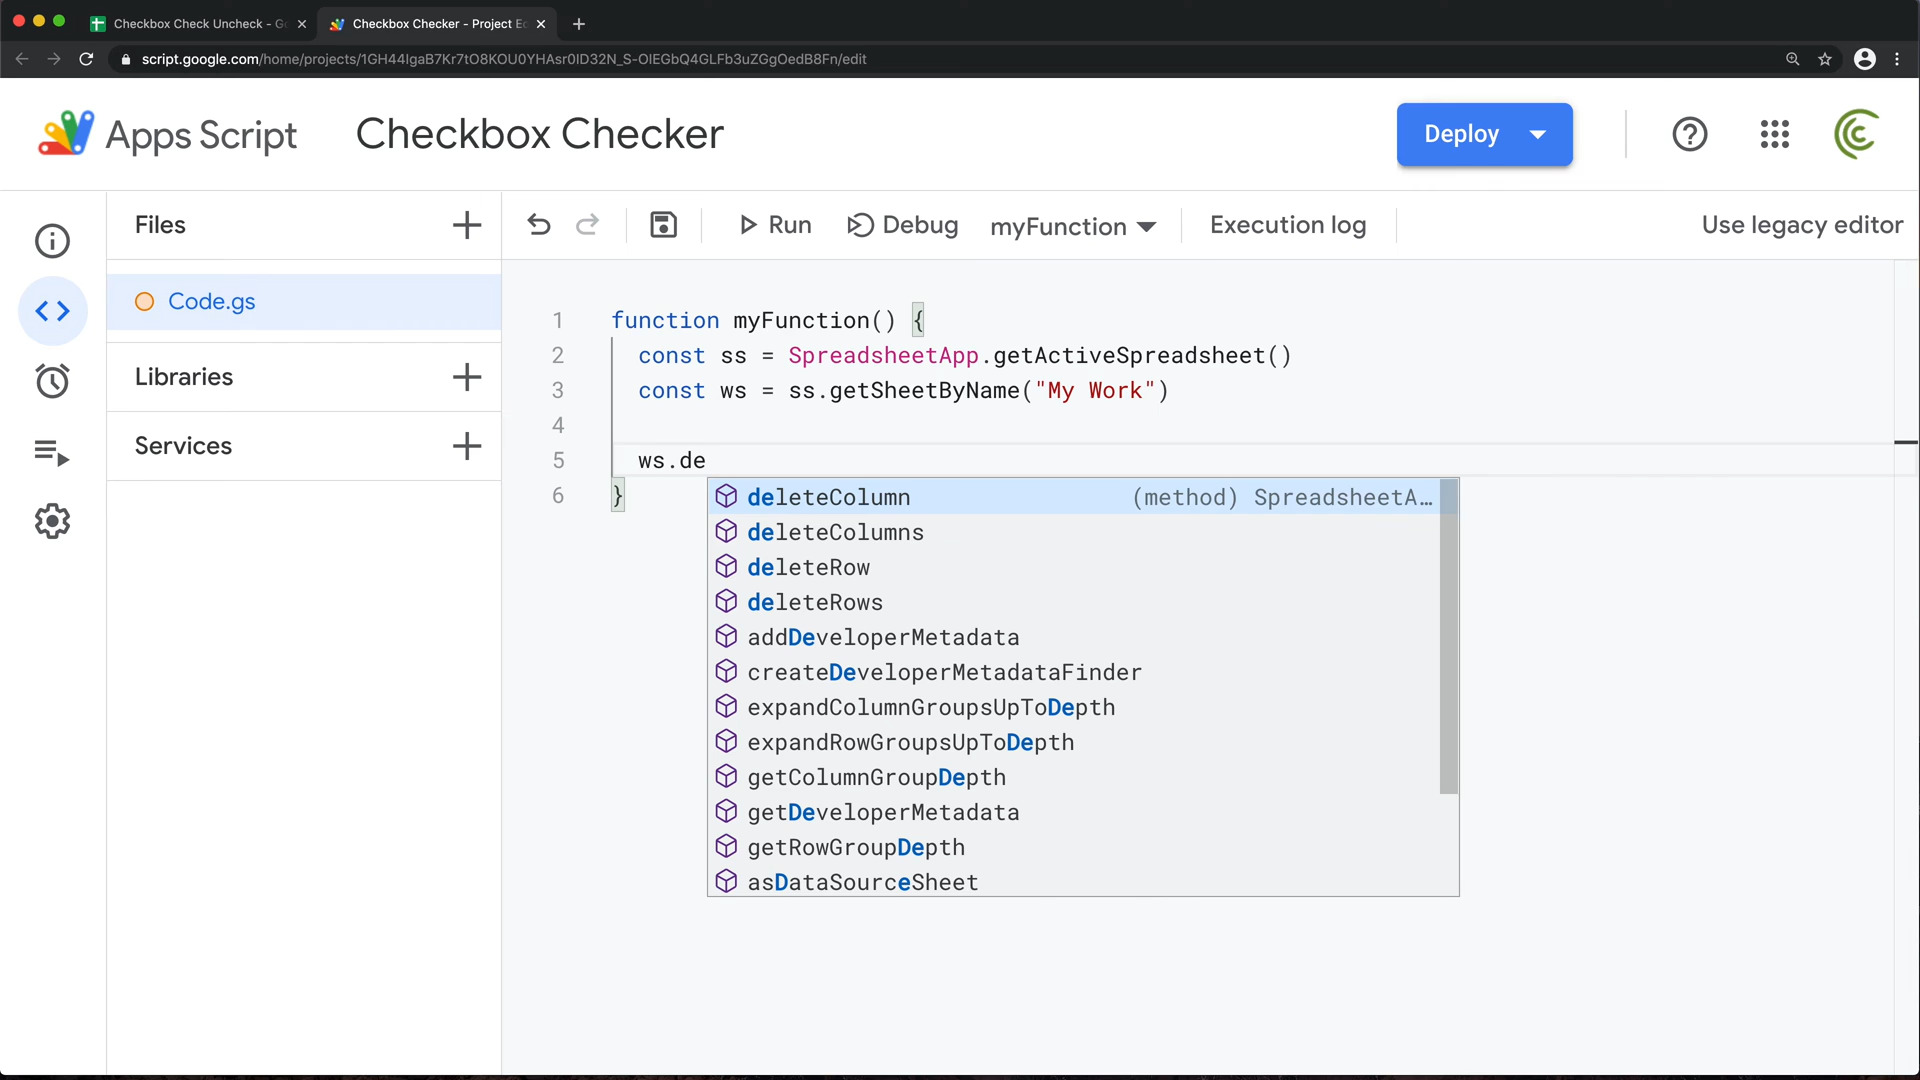 Checkbox Check Uncheck - G
Checkbox Checker - Project Ec
script.google.com/home/projects/1GH44IgaB7Kr7tO8KOU0YHAsr0ID32N_S-OIEGbQ4GLFb3uZGgOedB8Fn/edit
Apps Script
Checkbox Checker
Deploy
Files
Run
Debug
myFunction
Execution log
Use legacy editor
Code.gs
Libraries
Services
1 function myFunction() {
2 const ss = SpreadsheetApp.getActiveSpreadsheet()
3 const ws = ss.getSheetByName("My Work")
4
5 ws.de
6 }
deleteColumn (method) SpreadsheetA…
deleteColumns
deleteRow
deleteRows
addDeveloperMetadata
createDeveloperMetadataFinder
expandColumnGroupsUpToDepth
expandRowGroupsUpToDepth
getColumnGroupDepth
getDeveloperMetadata
getRowGroupDepth
asDataSourceSheet